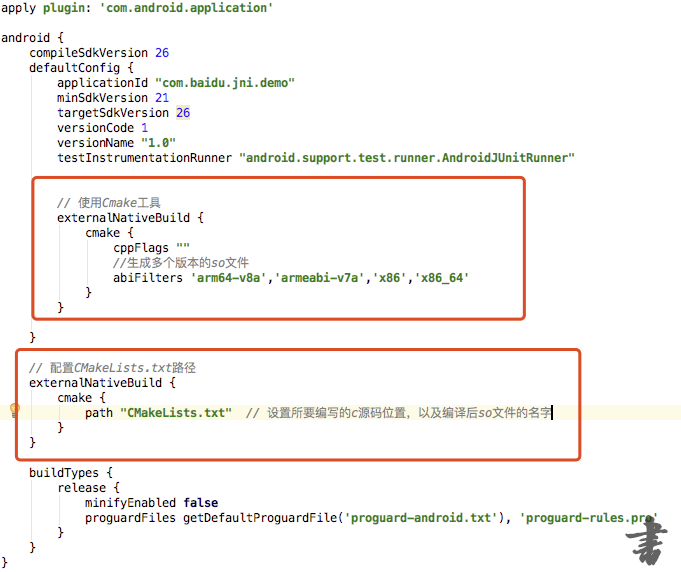 apply plugin: 'com.android.application'
android {
compileSdkVersion 26
defaultConfig {
applicationId "com.baidu.jni.demo"
minSdkVersion 21
targetSdkVersion 26
versionCode 1
versionName "1.0"
testInstrumentationRunner "android.support.test.runner.AndroidJUnitRunner"
// 使用Cmake工具
externalNativeBuild {
cmake {
cppFlags ""
//生成多个版本的so文件
abiFilters 'arm64-v8a','armeabi-v7a','x86','x86_64'
}
}
}
// 配置CMakeLists.txt路径
externalNativeBuild {
cmake {
path "CMakeLists.txt"  // 设置所要编写的c源码位置，以及编译后so文件的名字
}
}
buildTypes {
release {
minifyEnabled false
proguardFiles getDefaultProguardFile('proguard-android.txt'), 'proguard-rules.pro'
}
}
}
書